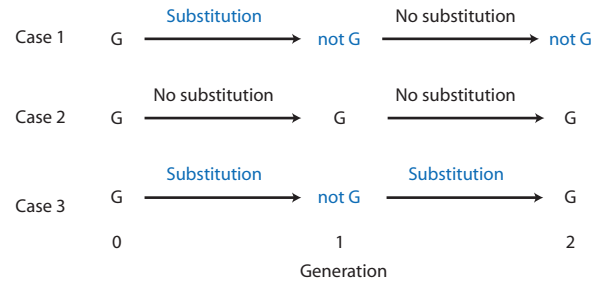 Substitution No substitution
Case 1 G not G not G
No substitution No substitution
Case 2 G G G
Substitution Substitution
Case 3 G not G G
0 1 2
Generation